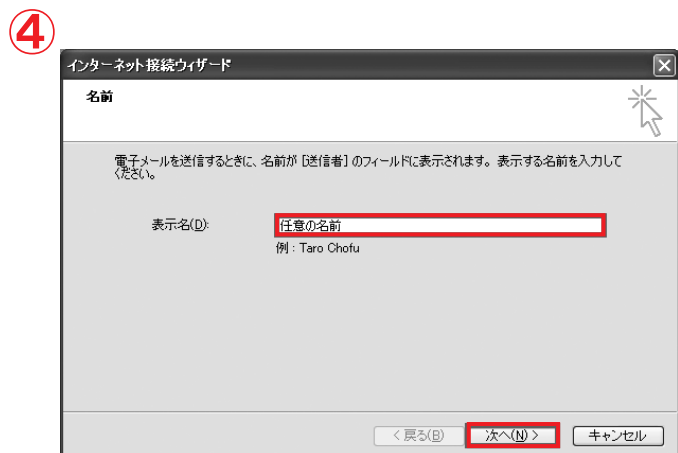 ④
インターネット接続ウィザード
名前
電子メールを送信するときに、名前が [送信者] のフィールドに表示されます。表示する名前を入力して
ください。
表示名(D):
任意の名前
例 : Taro Chofu
< 戻る(B)
次へ(N) >
キャンセル